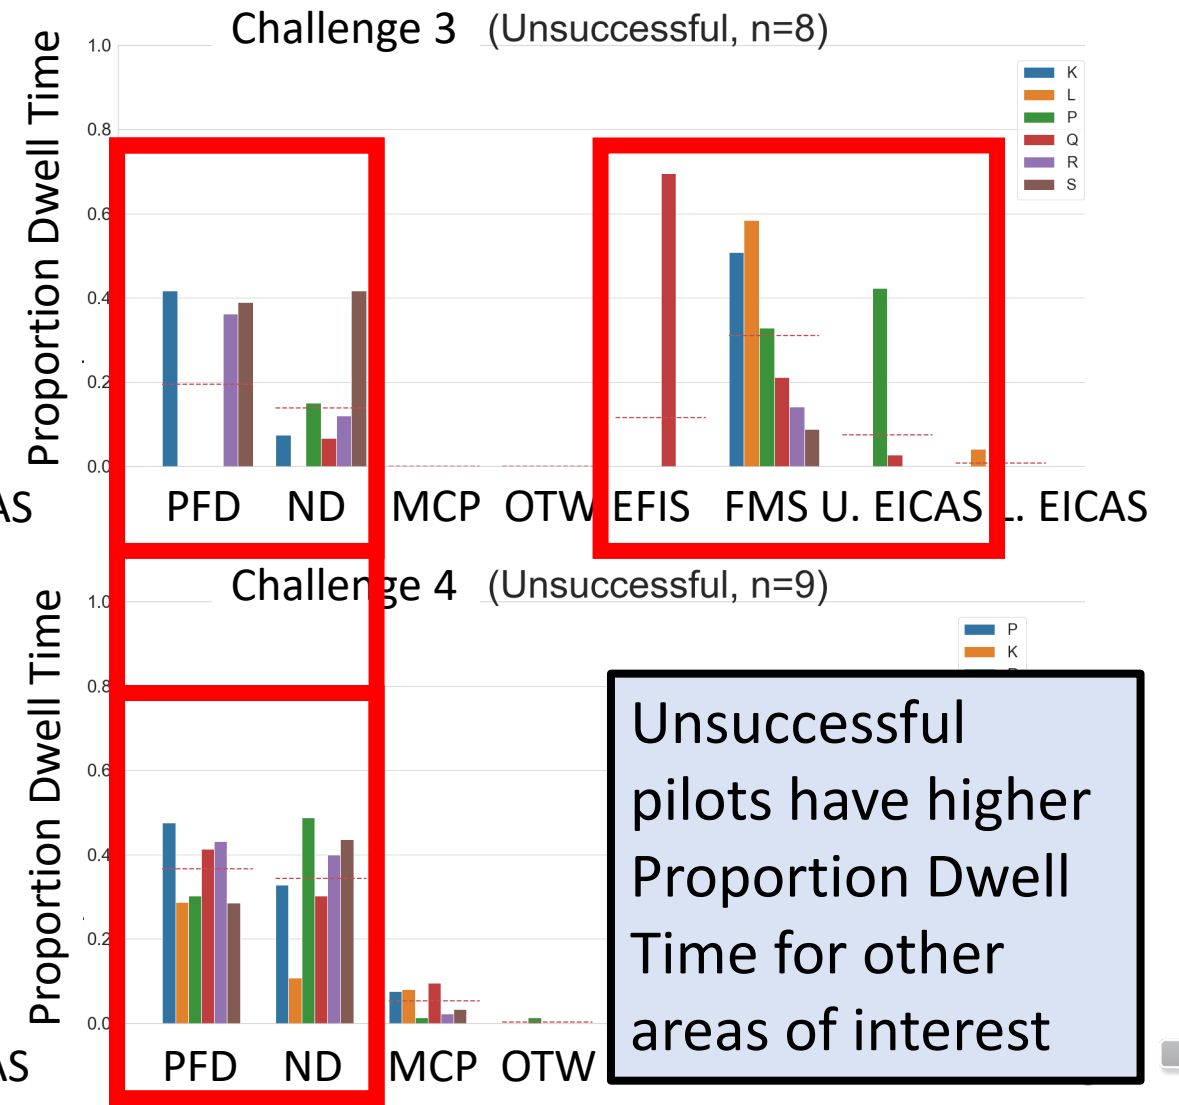 Challenge 3 (Unsuccessful, n=8)
Proportion Dwell Time
1.0
0.8
0.6
0.4
0.2
0.0
K
L
P
Q
R
S
AS PFD ND MCP OTW EFIS FMS U. EICAS L. EICAS
Challenge 4 (Unsuccessful, n=9)
Proportion Dwell Time
1.0
0.8
0.6
0.4
0.2
0.0
P
K
Unsuccessful
pilots have higher
Proportion Dwell
Time for other
areas of interest
AS PFD ND MCP OTW